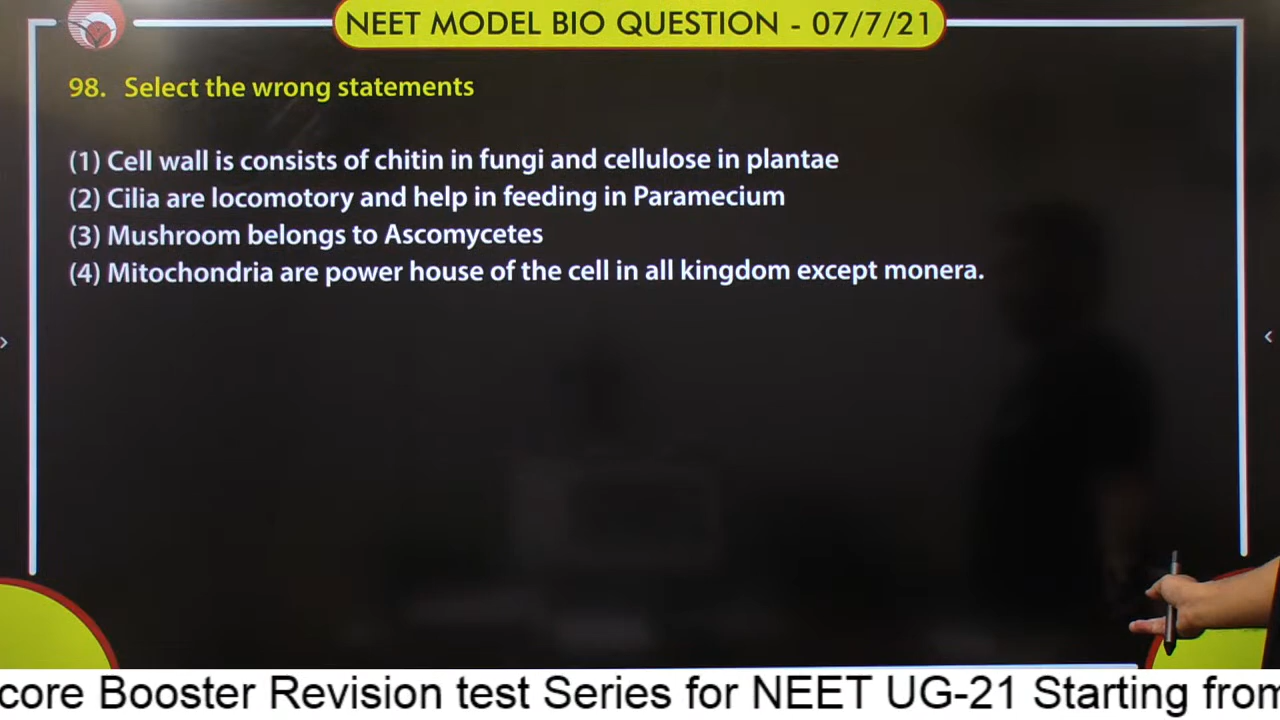 NEET MODEL BIO QUESTION - 07/7/21
98. Select the wrong statements
(1) Cell wall is consists of chitin in fungi and cellulose in plantae
(2) Cilia are locomotory and help in feeding in Paramecium
(3) Mushroom belongs to Ascomycetes
(4) Mitochondria are power house of the cell in all kingdom except monera.
core Booster Revision test Series for NEET UG-21 Starting from